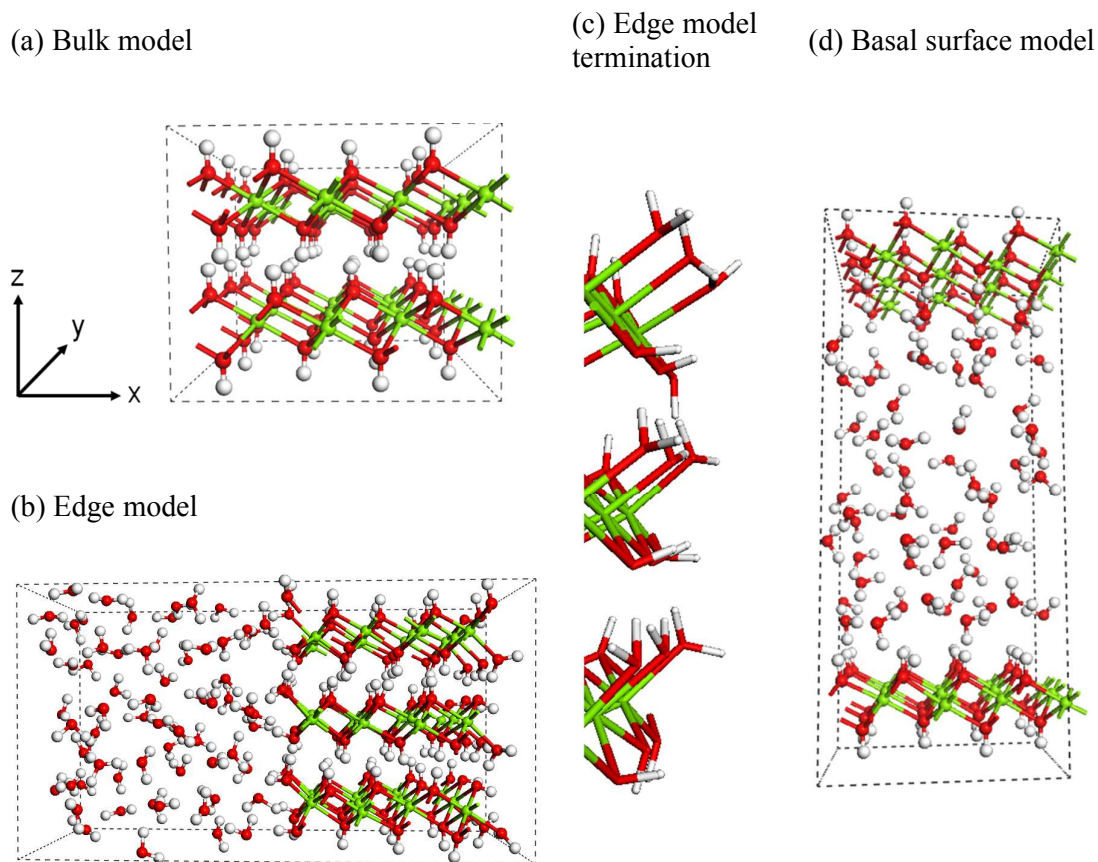 (a) Bulk model
(c) Edge model
termination
(d) Basal surface model
z
y
x
(b) Edge model